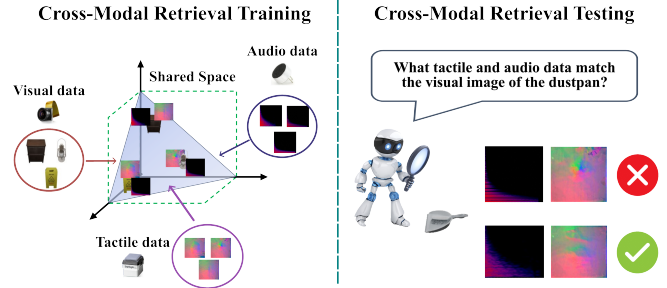 Cross-Modal Retrieval Training
Audio data
Shared Space
Visual data
Tactile data
Cross-Modal Retrieval Testing
What tactile and audio data match
the visual image of the dustpan?